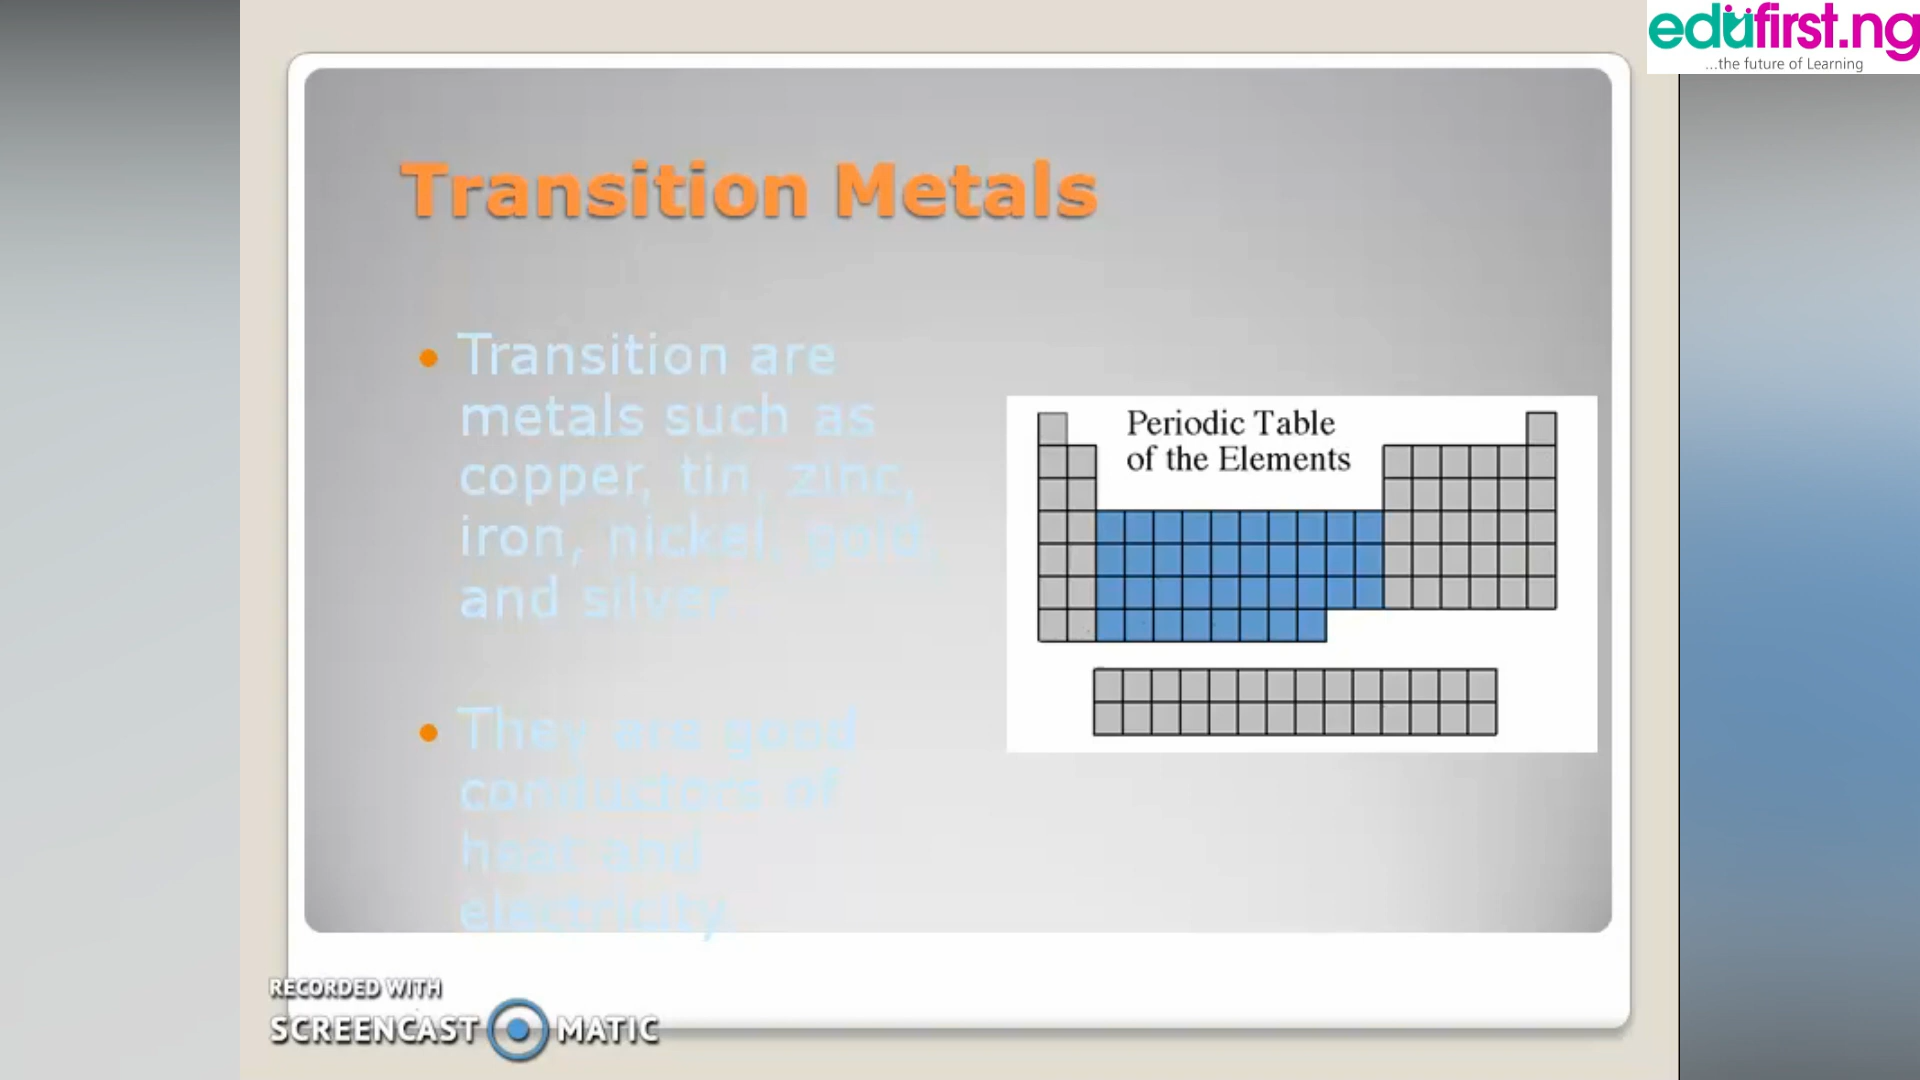 edufirst.ng
...the future of Learning
Transition Metals
Transition are
metals such as
copper, tin, zinc,
iron, nickel, gold,
and silver.
They are good
conductors of
heat and
electricity.
Periodic Table
of the Elements
RECORDED WITH
SCREENCAST MATIC